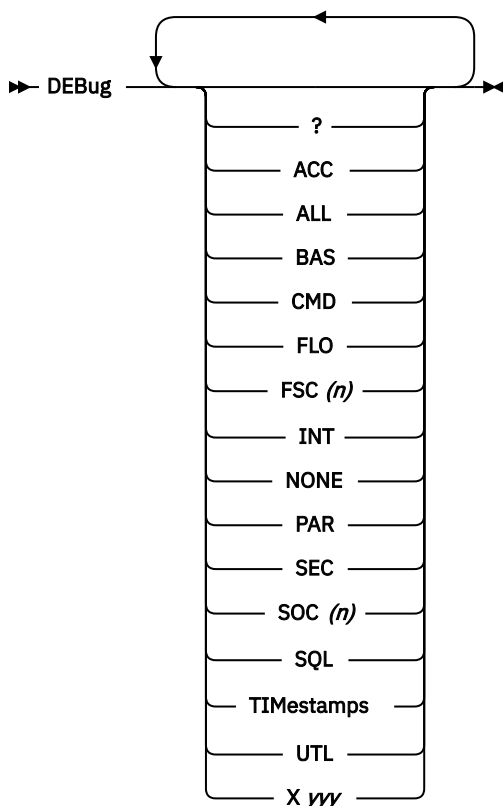 DEBug
?
ACC
ALL
BAS
CMD
FLO
FSC (n)
INT
NONE
PAR
SEC
SOC (n)
SQL
TIMestamps
UTL
X yyy